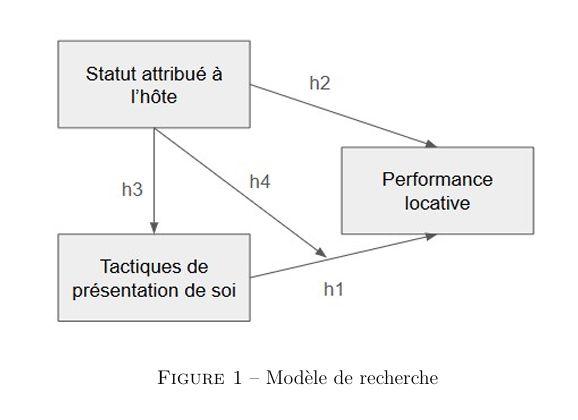 Statut attribué à
l'hôte
h2
Performance
locative
h3
h4
Tactiques de
présentation de soi
h1
FIGURE 1 – Modèle de recherche